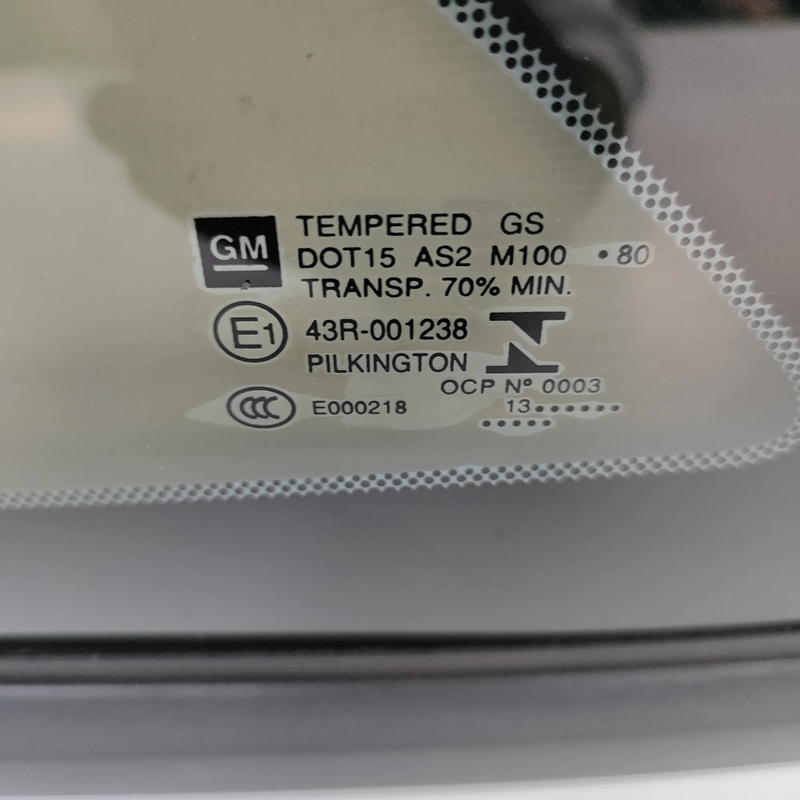 GM
TEMPERED GS
DOT15 AS2 M100 •80
TRANSP. 70% MIN.
E1 43R-001238
PILKINGTON
OCP Nº 0003
CCC E000218
13••••••
•••••